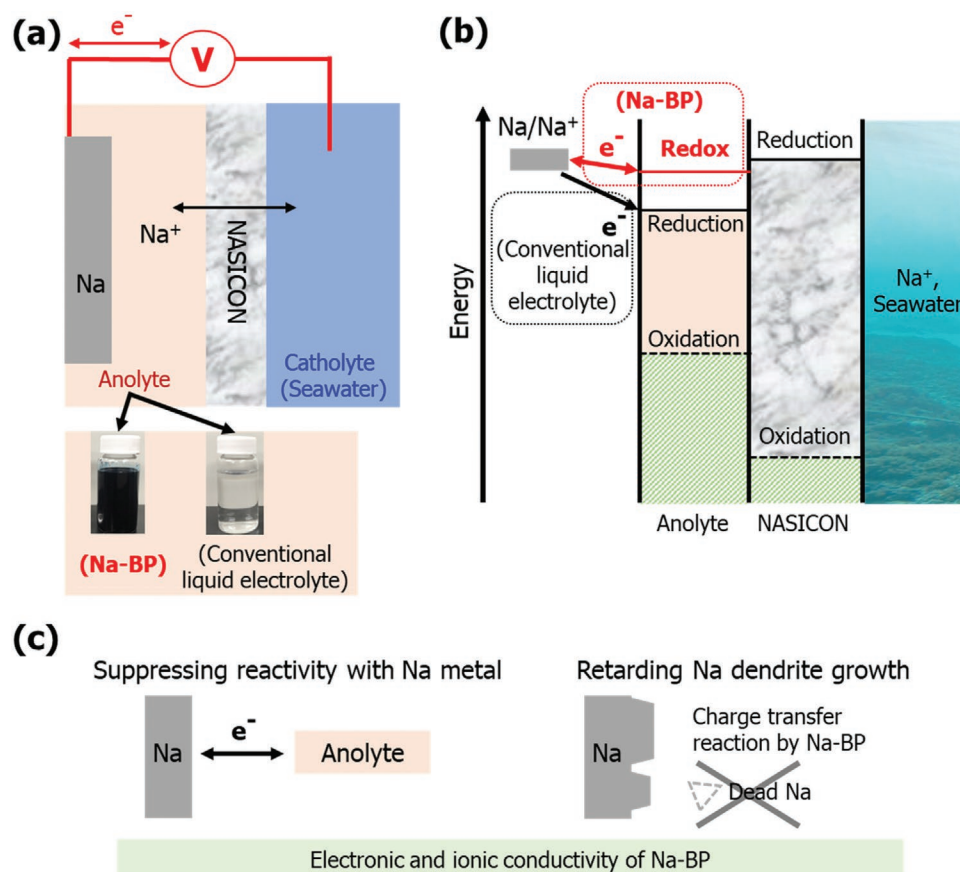 (a)
e⁻
V
Na⁺
NASICON
Na
Catholyte
(Seawater)
Anolyte
(Na-BP)
(Conventional
liquid electrolyte)
(b)
(Na-BP)
Na/Na⁺
e⁻
Redox
Reduction
e⁻
Reduction
(Conventional
liquid
electrolyte)
Energy
Oxidation
Na⁺,
Seawater
Oxidation
Anolyte
NASICON
(c)
Suppressing reactivity with Na metal
Na
e⁻
Anolyte
Retarding Na dendrite growth
Na
Charge transfer
reaction by Na-BP
Dead Na
Electronic and ionic conductivity of Na-BP